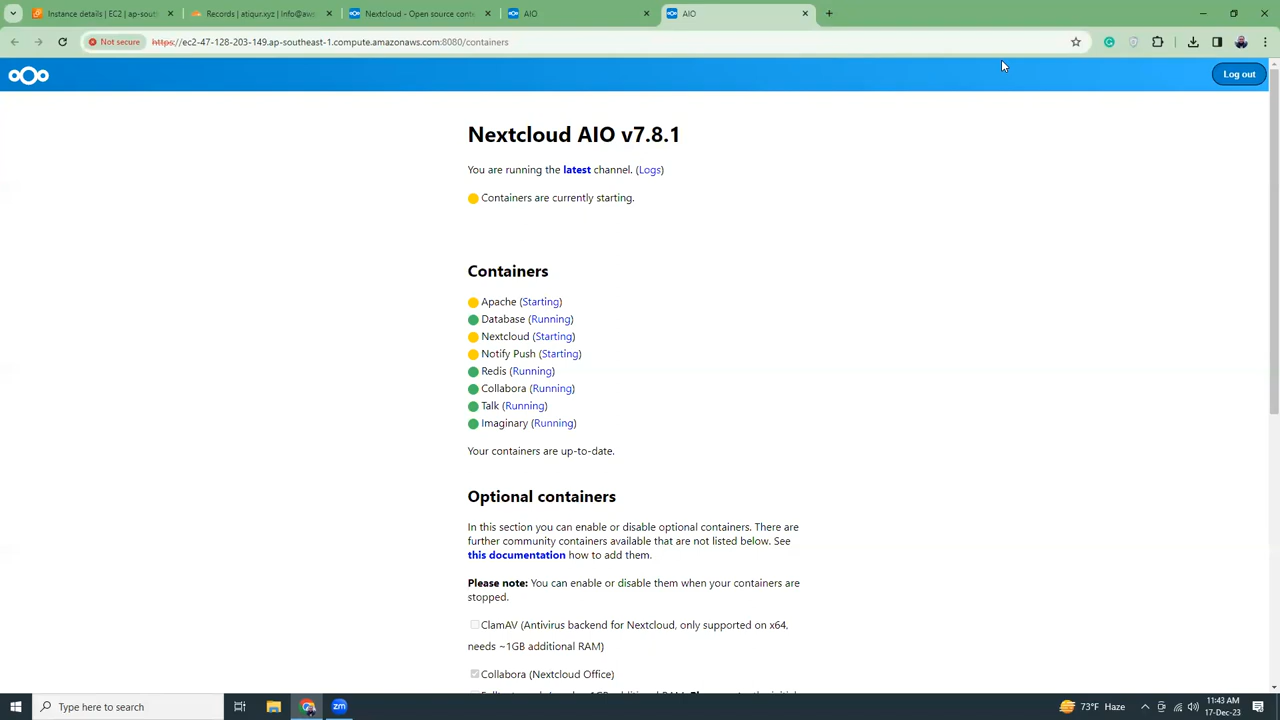 Instance details | EC2 | ap-south
Records | atiqur.xyz | Info@aw
Nextcloud - Open source cont
AIO
AIO
Not secure https://ec2-47-128-203-149.ap-southeast-1.compute.amazonaws.com:8080/containers
Log out
Nextcloud AIO v7.8.1
You are running the latest channel. (Logs)
Containers are currently starting.
Containers
Apache (Starting)
Database (Running)
Nextcloud (Starting)
Notify Push (Starting)
Redis (Running)
Collabora (Running)
Talk (Running)
Imaginary (Running)
Your containers are up-to-date.
Optional containers
In this section you can enable or disable optional containers. There are
further community containers available that are not listed below. See
this documentation how to add them.
Please note: You can enable or disable them when your containers are
stopped.
ClamAV (Antivirus backend for Nextcloud, only supported on x64,
needs ~1GB additional RAM)
Collabora (Nextcloud Office)
Type here to search
zm
73°F Haze
11:43 AM
17-Dec-23